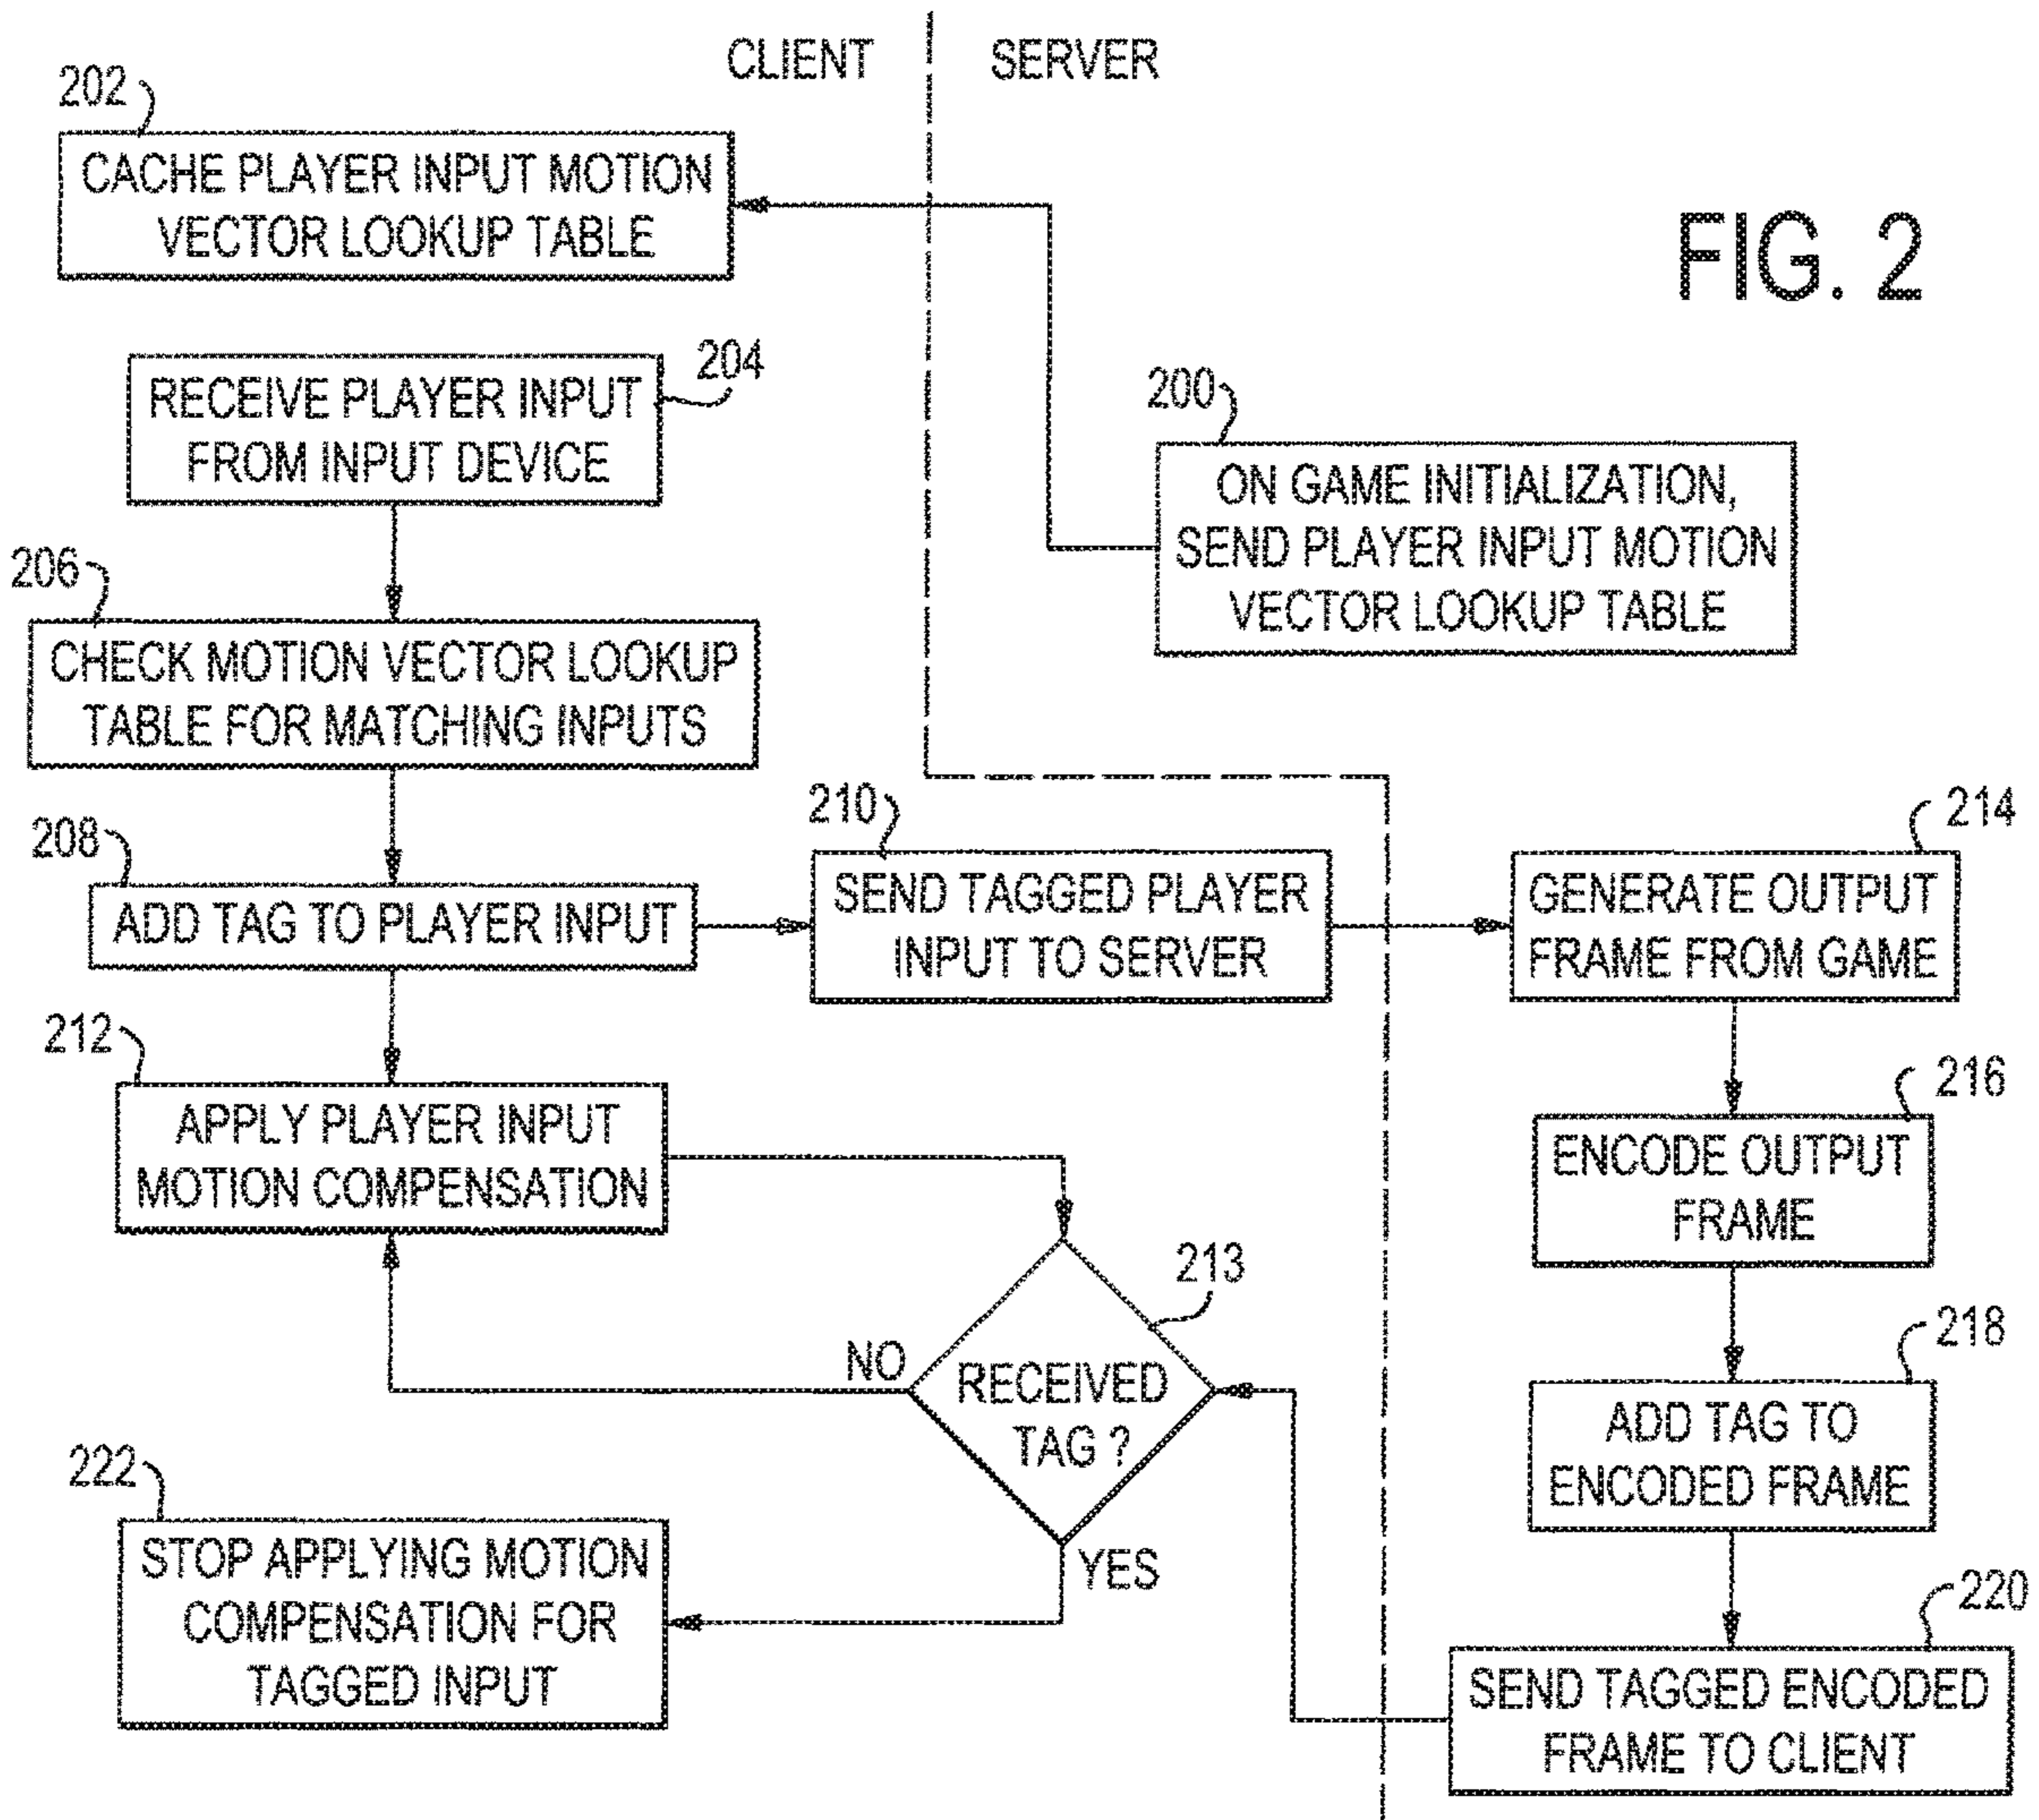 CLIENT
SERVER
FIG. 2
202
CACHE PLAYER INPUT MOTION
VECTOR LOOKUP TABLE
204
RECEIVE PLAYER INPUT
FROM INPUT DEVICE
200
ON GAME INITIALIZATION,
SEND PLAYER INPUT MOTION
VECTOR LOOKUP TABLE
206
CHECK MOTION VECTOR LOOKUP
TABLE FOR MATCHING INPUTS
208
ADD TAG TO PLAYER INPUT
210
SEND TAGGED PLAYER
INPUT TO SERVER
214
GENERATE OUTPUT
FRAME FROM GAME
212
APPLY PLAYER INPUT
MOTION COMPENSATION
216
ENCODE OUTPUT
FRAME
213
RECEIVED
TAG ?
NO
YES
218
ADD TAG TO
ENCODED FRAME
222
STOP APPLYING MOTION
COMPENSATION FOR
TAGGED INPUT
220
SEND TAGGED ENCODED
FRAME TO CLIENT